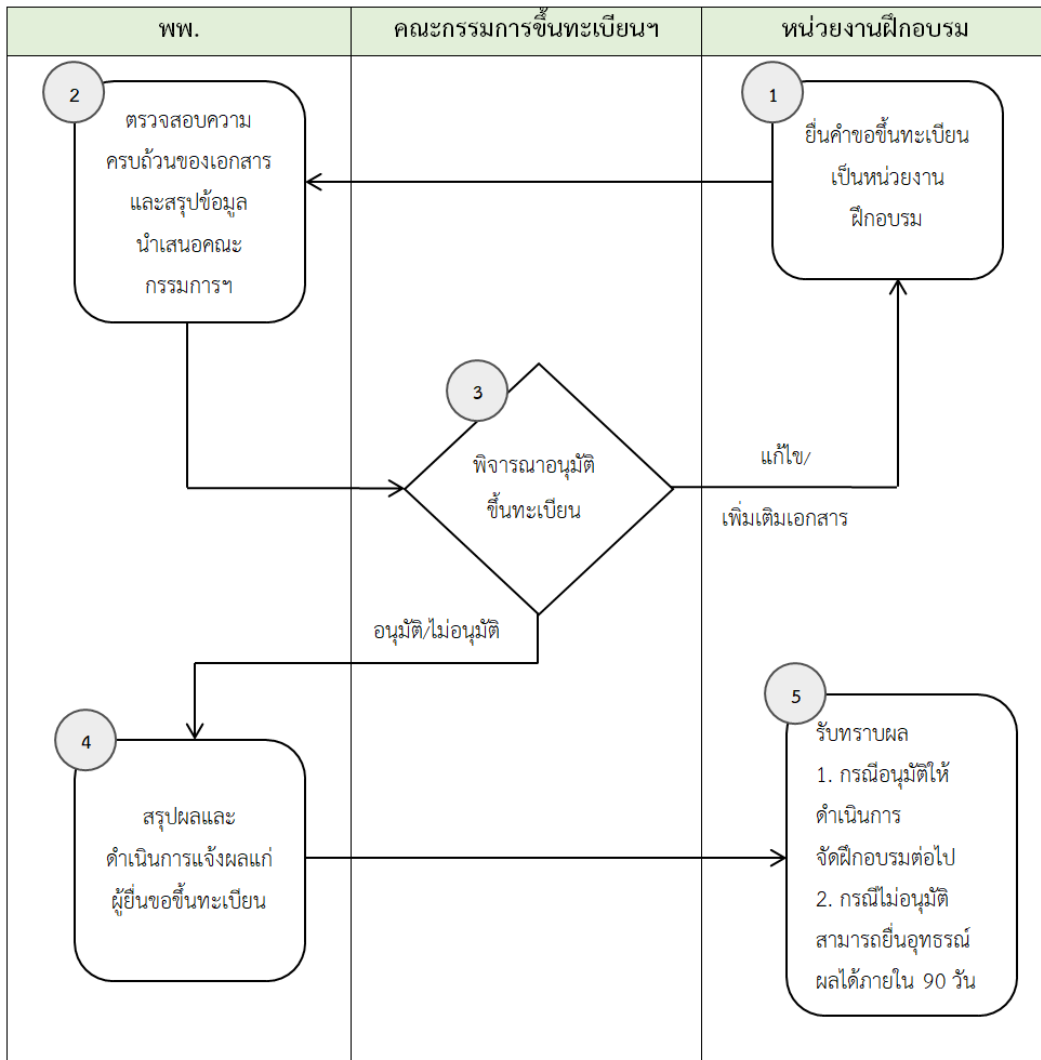 พพ.
คณะกรรมการขึ้นทะเบียนฯ
หน่วยงานฝึกอบรม
1
ยื่นคำขอขึ้นทะเบียน
เป็นหน่วยงาน
ฝึกอบรม
2
ตรวจสอบความ
ครบถ้วนของเอกสาร
และสรุปข้อมูล
นำเสนอคณะ
กรรมการฯ
3
พิจารณาอนุมัติ
ขึ้นทะเบียน
แก้ไข/
เพิ่มเติมเอกสาร
อนุมัติ/ไม่อนุมัติ
4
สรุปผลและ
ดำเนินการแจ้งผลแก่
ผู้ยื่นขอขึ้นทะเบียน
5
รับทราบผล
1. กรณีอนุมัติให้
ดำเนินการ
จัดฝึกอบรมต่อไป
2. กรณีไม่อนุมัติ
สามารถยื่นอุทธรณ์
ผลได้ภายใน 90 วัน